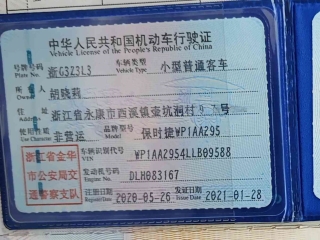 中华人民共和国机动车行驶证
Vehicle License of the People's Republic of China
号牌号码 Plate No. 浙G3Z3L3 车辆类型 Vehicle Type 小型普通客车
所有人 Owner 胡晓莉
住址 Address 浙江省永康市西溪镇壶坑洞村 号
使用性质 Use Character 非营运 品牌型号 Model 保时捷WP1AA295
浙江省金华
市公安局交
通警察支队
车辆识别代号 VIN WP1AA2954LLB09588
发动机号码 Engine No. DLH083167
注册日期 Register Date 2020-05-26 发证日期 Issue Date 2021-01-28